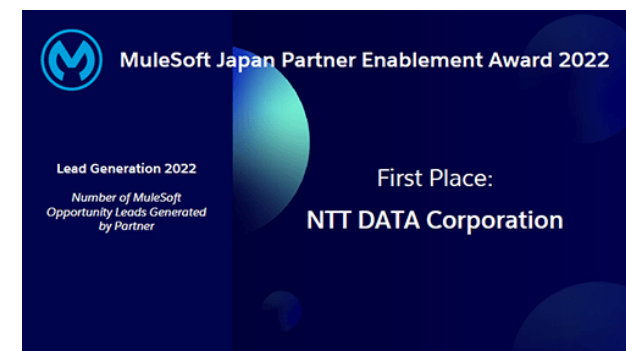 MuleSoft Japan Partner Enablement Award 2022
Lead Generation 2022
Number of MuleSoft
Opportunity Leads Generated
by Partner
First Place:
NTT DATA Corporation